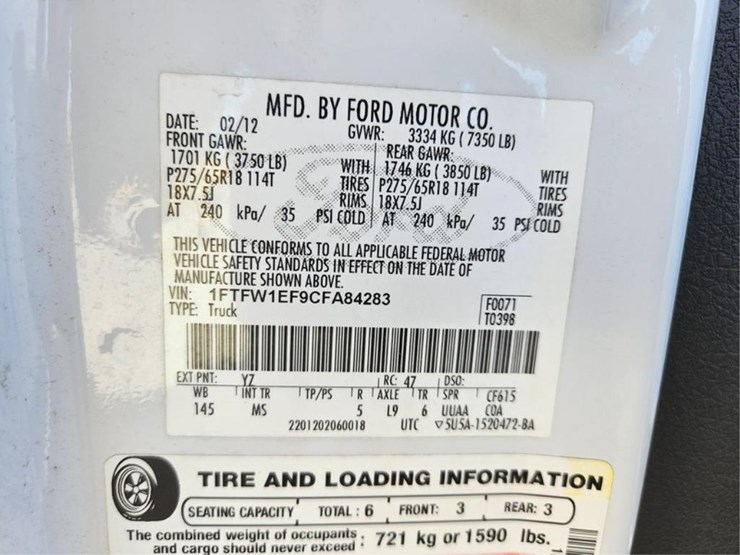 MFD. BY FORD MOTOR CO.
DATE: 02/12 GVWR: 3334 KG ( 7350 LB)
FRONT GAWR: REAR GAWR:
1701 KG ( 3750 LB) WITH 1746 KG ( 3850 LB) WITH
P275/65R18 114T TIRES P275/65R18 114T TIRES
18X7.5J RIMS 18X7.5J RIMS
AT 240 kPa/ 35 PSI COLD AT 240 kPa/ 35 PSI COLD
Ford
THIS VEHICLE CONFORMS TO ALL APPLICABLE FEDERAL MOTOR
VEHICLE SAFETY STANDARDS IN EFFECT ON THE DATE OF
MANUFACTURE SHOWN ABOVE.
VIN: 1FTFW1EF9CFA84283 F0071
TYPE: Truck T0398
EXT PNT: YZ RC: 47 DSO:
WB INT TR TP/PS R AXLE TR SPR CF615
145 MS 5 L9 6 UUAA COA
2201202060018 UTC ▽5U5A-1520472-BA
TIRE AND LOADING INFORMATION
SEATING CAPACITY TOTAL : 6 FRONT: 3 REAR: 3
The combined weight of occupants : 721 kg or 1590 lbs.
and cargo should never exceed :